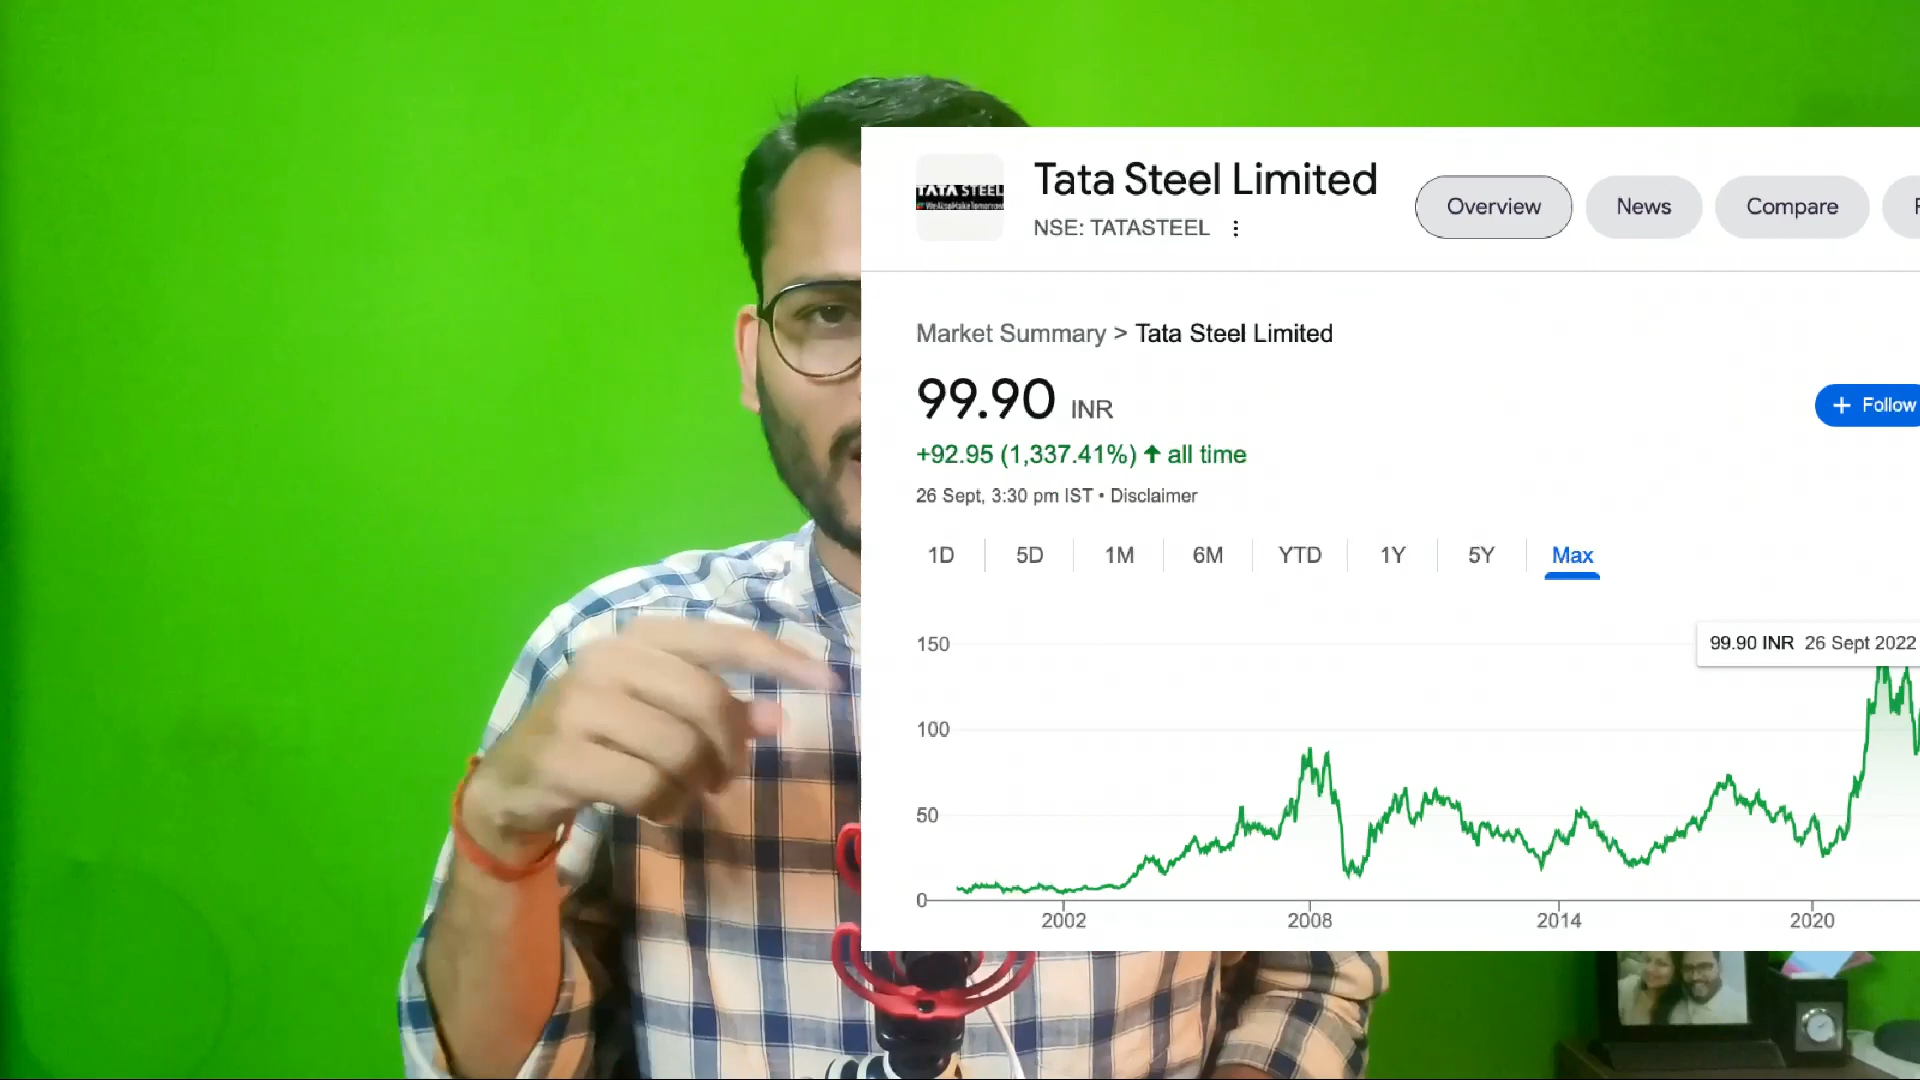 TATA STEEL
#WeAlsoMakeTomorrow
Tata Steel Limited
NSE: TATASTEEL
Overview
News
Compare
Market Summary > Tata Steel Limited
99.90 INR
+ Follow
+92.95 (1,337.41%) ↑ all time
26 Sept, 3:30 pm IST • Disclaimer
1D 5D 1M 6M YTD 1Y 5Y Max
99.90 INR 26 Sept 2022
150
100
50
0
2002 2008 2014 2020